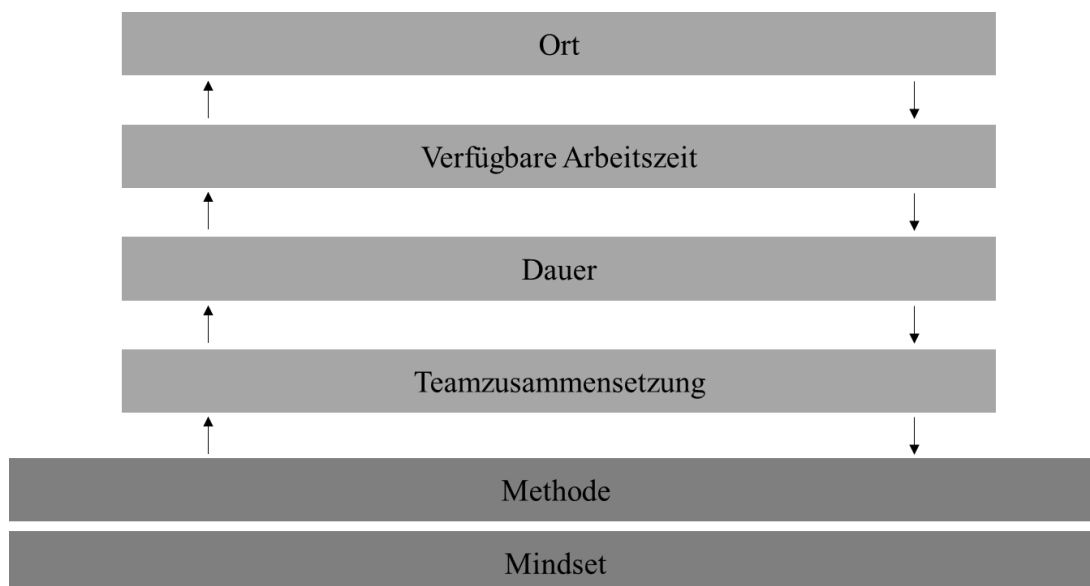 Ort
Verfügbare Arbeitszeit
Dauer
Teamzusammensetzung
Methode
Mindset